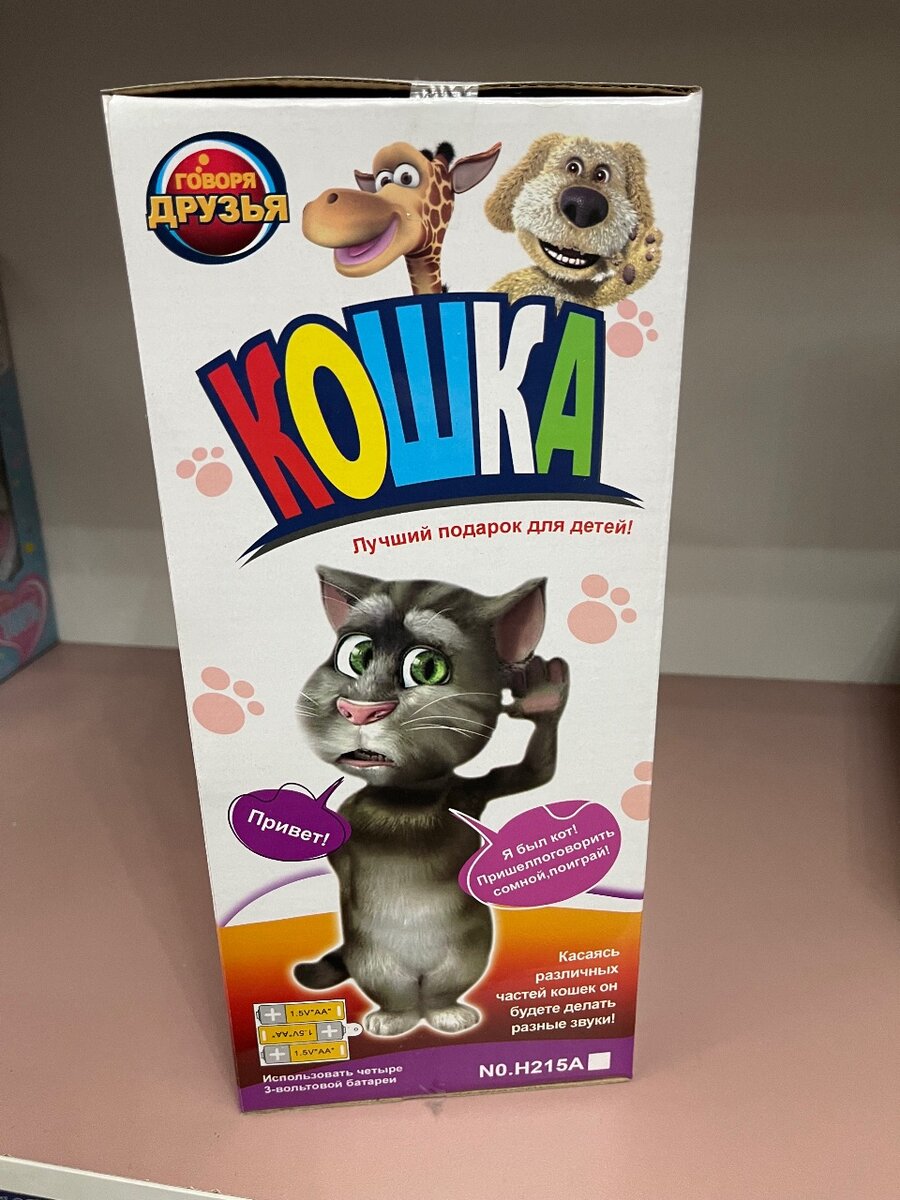 ГОВОРЯ
ДРУЗЬЯ
КОШКА
Лучший подарок для детей!
Привет!
Я был кот!
Пришелпоговорить
сомной,поиграй!
Касаясь
различных
частей кошек он
будете делать
разные звуки!
1.5V"AA"
1.5V"AA"
1.5V"AA"
Использовать четыре
3-вольтовой батареи
N0.H215A